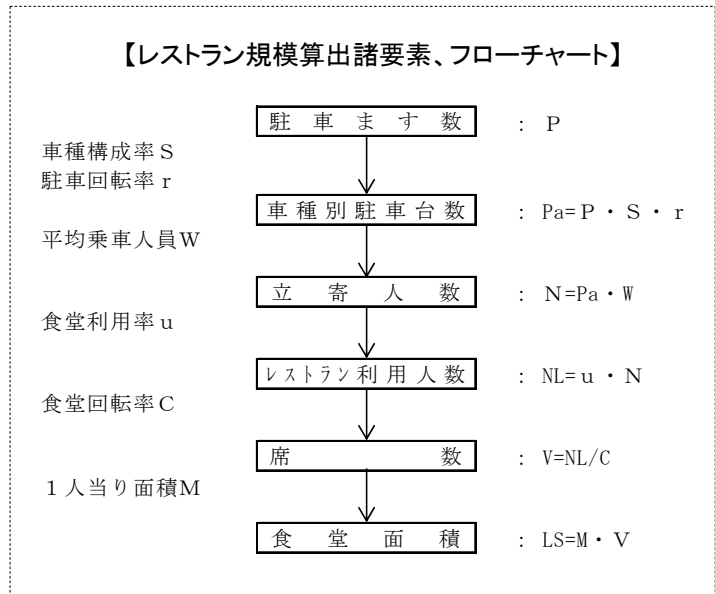 【レストラン規模算出諸要素、フローチャート】
駐車ます数 : P
車種構成率S
駐車回転率r
車種別駐車台数 : Pa=P・S・r
平均乗車人員W
立寄人数 : N=Pa・W
食堂利用率u
レストラン利用人数 : NL=u・N
食堂回転率C
席数 : V=NL/C
1人当り面積M
食堂面積 : LS=M・V